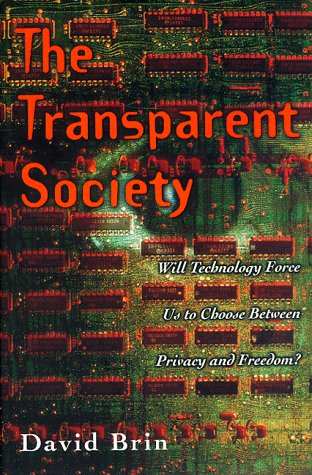 The
Transparent
Society
Will Technology Force
Us to Choose Between
Privacy and Freedom?
David Brin